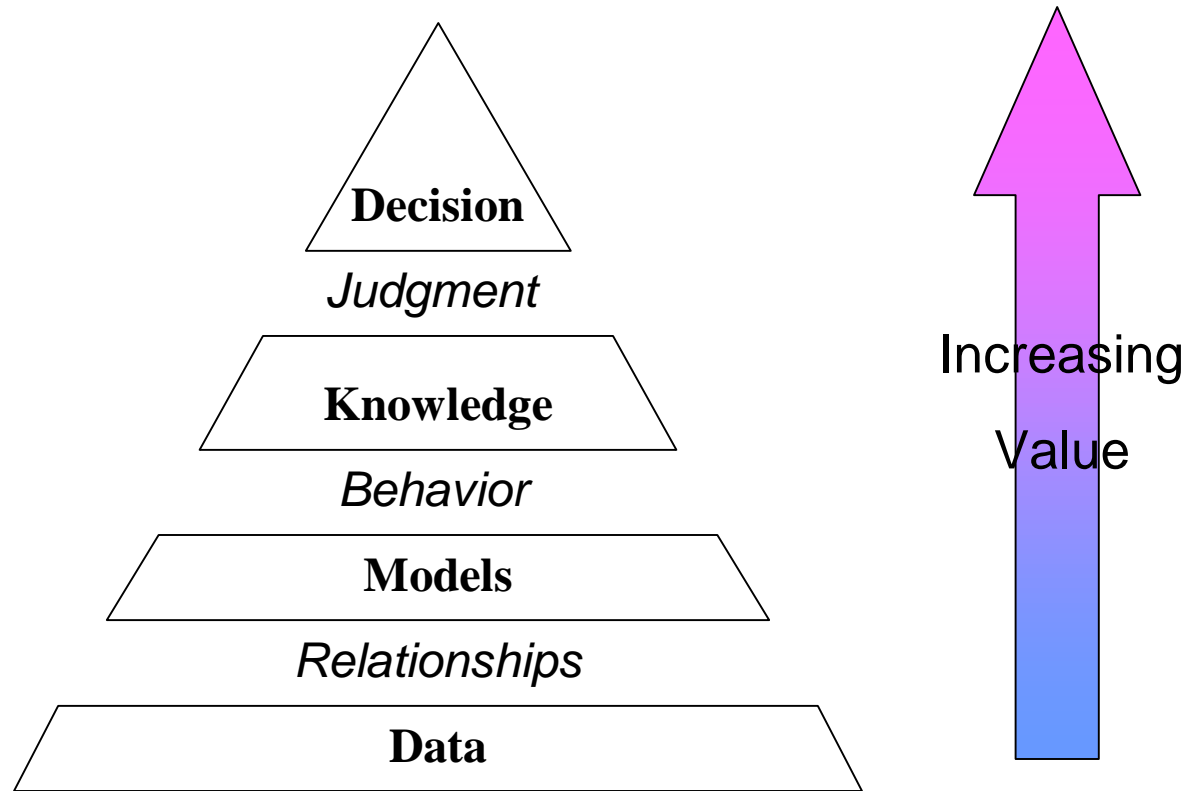 Decision
Judgment
Knowledge
Behavior
Models
Relationships
Data
Increasing
Value